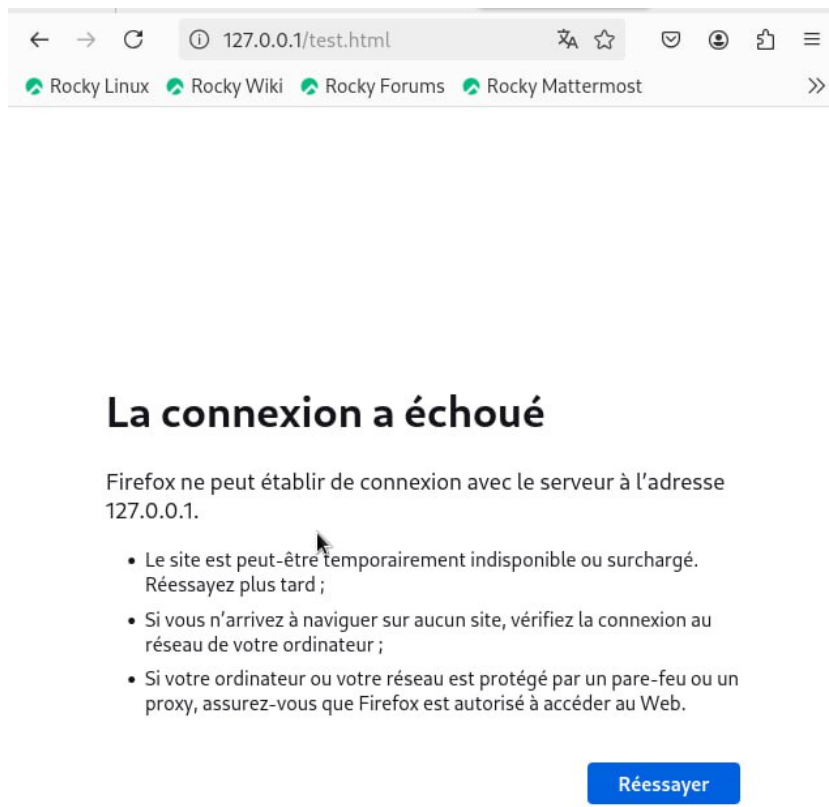 127.0.0.1/test.html
Rocky Linux Rocky Wiki Rocky Forums Rocky Mattermost
La connexion a échoué
Firefox ne peut établir de connexion avec le serveur à l’adresse
127.0.0.1.
• Le site est peut-être temporairement indisponible ou surchargé.
Réessayez plus tard ;
• Si vous n’arrivez à naviguer sur aucun site, vérifiez la connexion au
réseau de votre ordinateur ;
• Si votre ordinateur ou votre réseau est protégé par un pare-feu ou un
proxy, assurez-vous que Firefox est autorisé à accéder au Web.
Réessayer